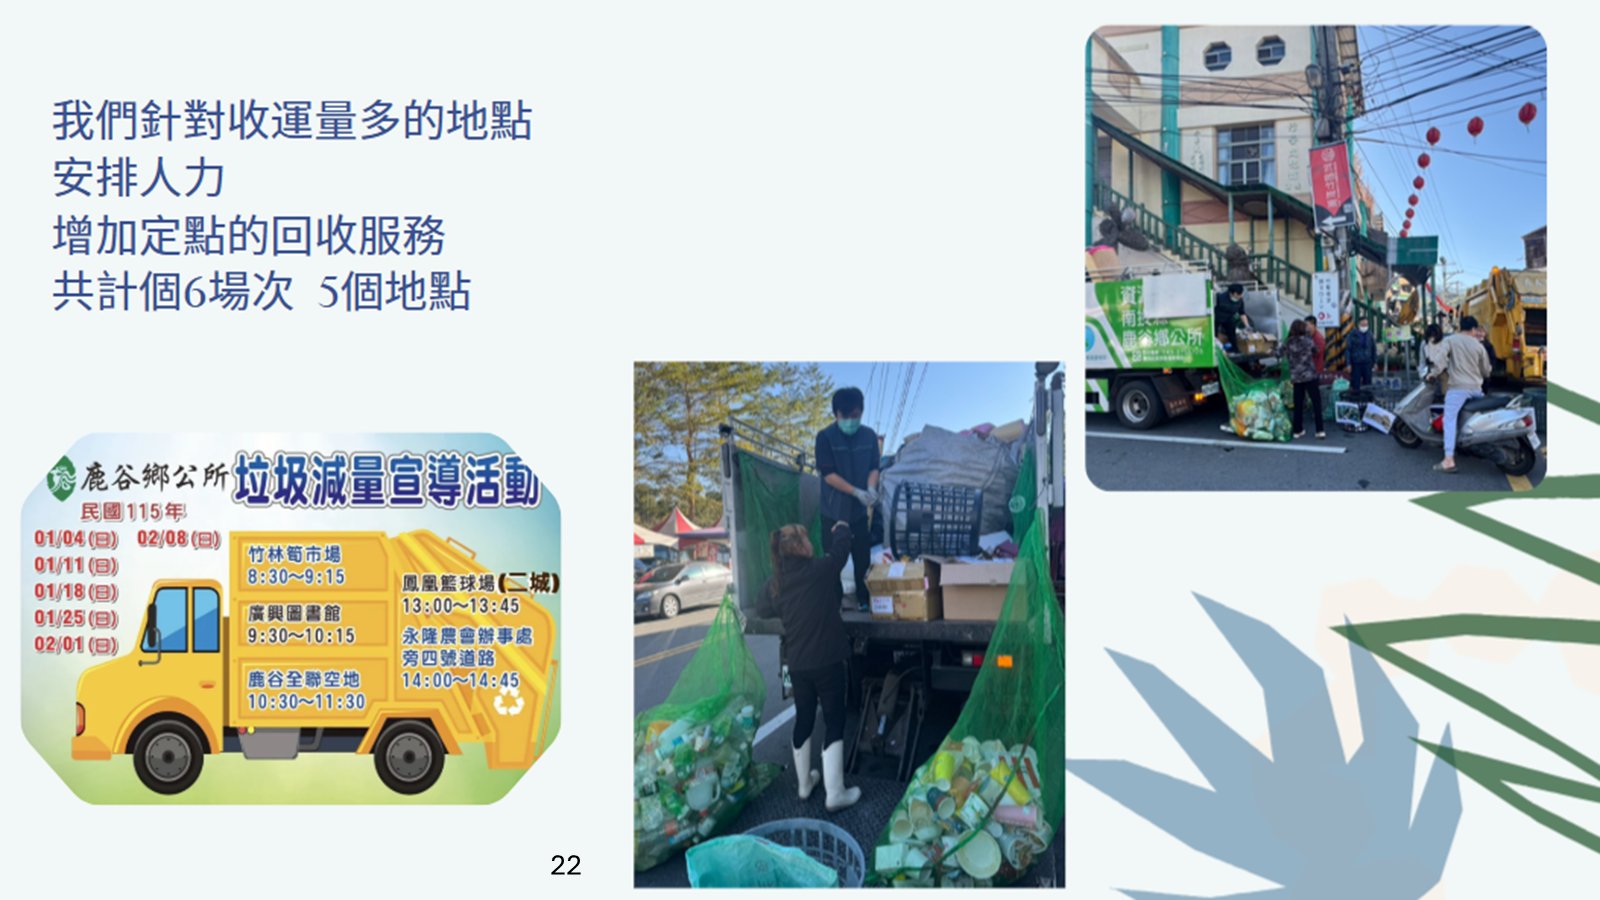 我們針對收運量多的地點
安排人力
增加定點的回收服務
共計個6場次 5個地點
鹿谷鄉公所 垃圾減量宣導活動
民國115年
01/04(日) 02/08(日)
01/11(日)
01/18(日)
01/25(日)
02/01(日)
竹林筍市場
8:30~9:15
廣興圖書館
9:30~10:15
鹿谷全聯空地
10:30~11:30
鳳凰籃球場(二城)
13:00~13:45
永隆農會辦事處
旁四號道路
14:00~14:45
資
南投縣
鹿谷鄉公所
22